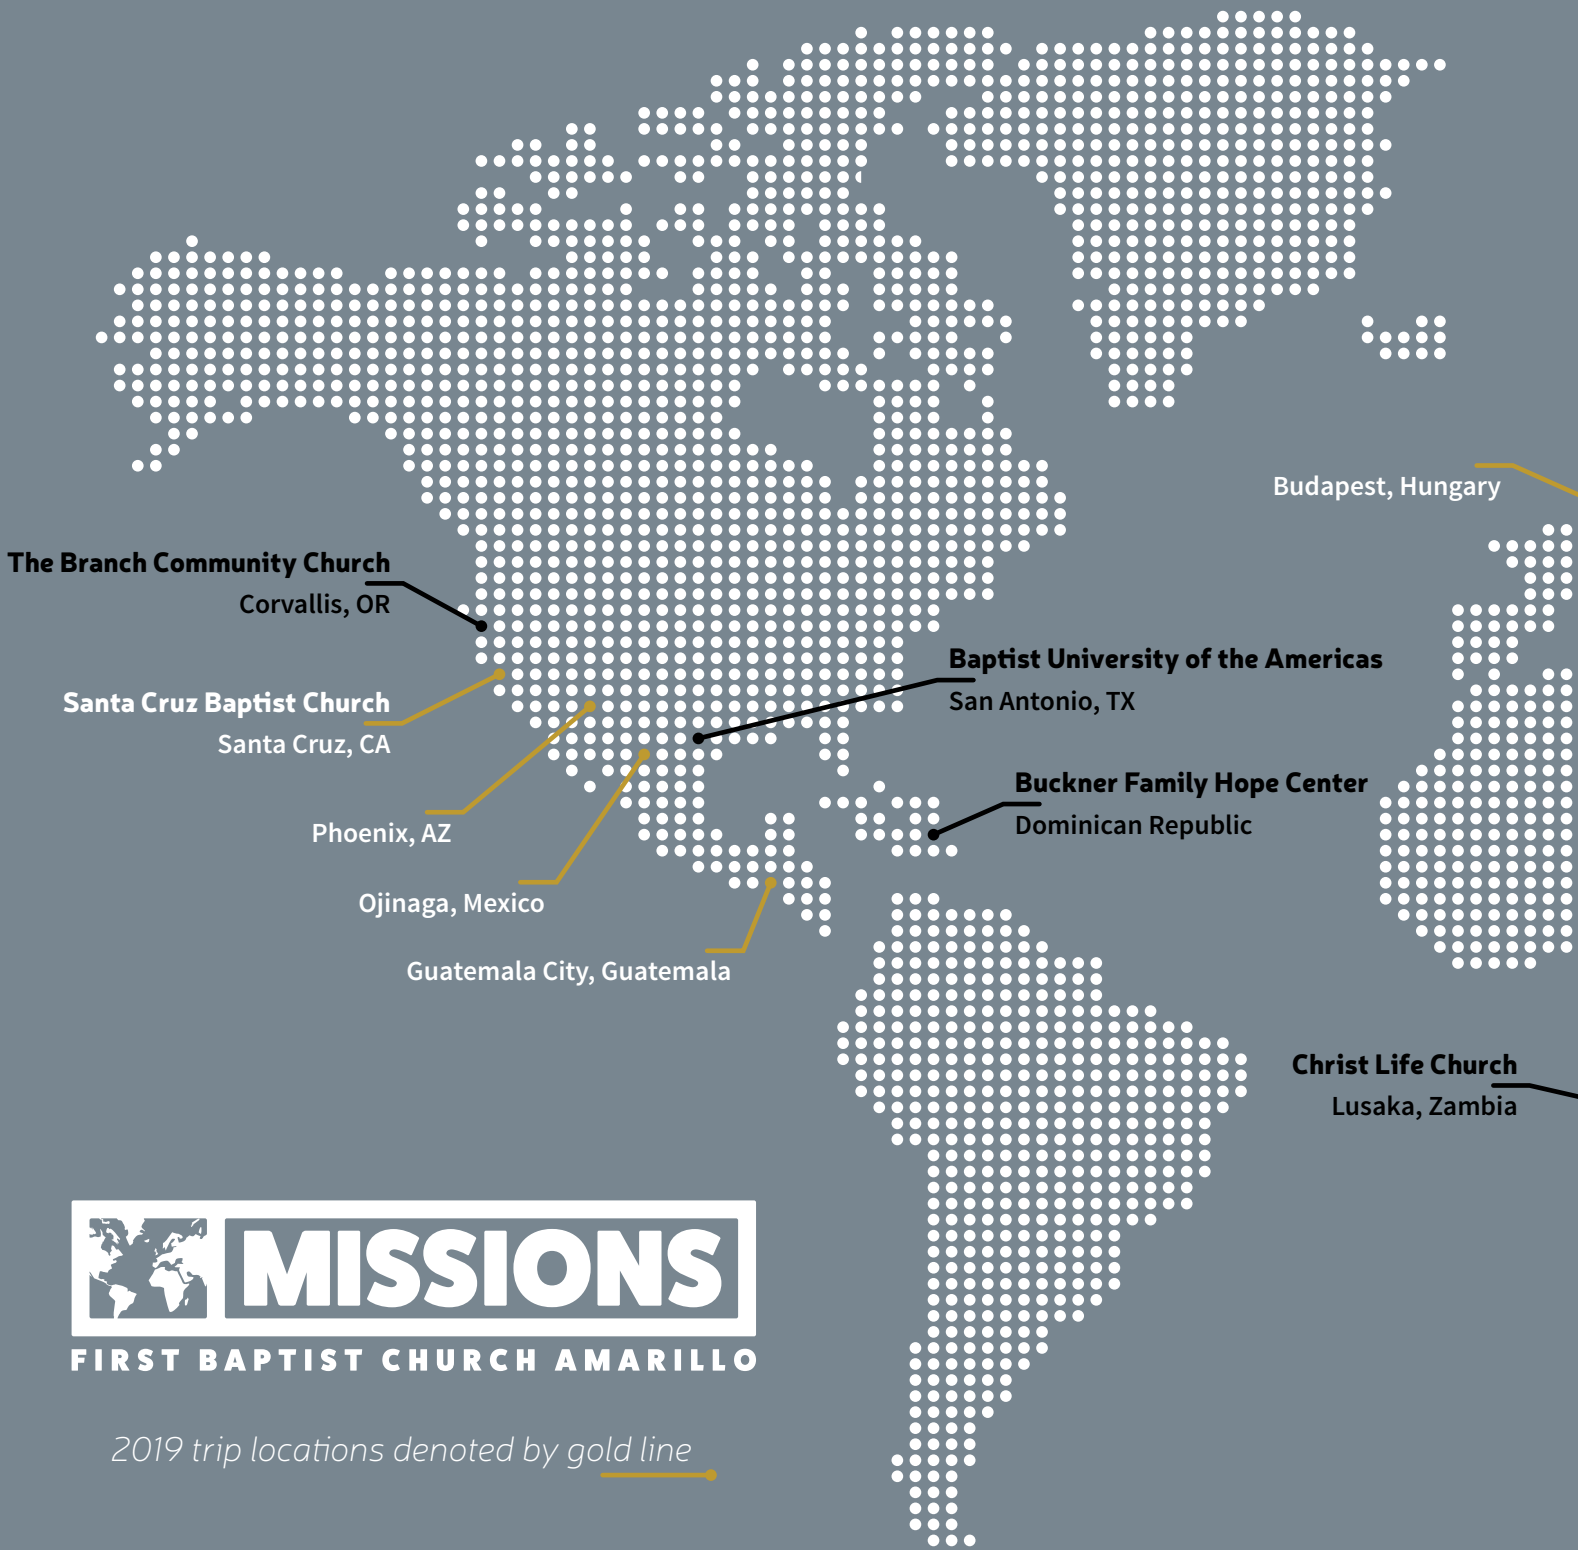 Budapest, Hungary
The Branch Community Church
Corvallis, OR
Baptist University of the Americas
San Antonio, TX
Santa Cruz Baptist Church
Santa Cruz, CA
Buckner Family Hope Center
Dominican Republic
Phoenix, AZ
Ojinaga, Mexico
Guatemala City, Guatemala
Christ Life Church
Lusaka, Zambia
MISSIONS
FIRST BAPTIST CHURCH AMARILLO
2019 trip locations denoted by gold line